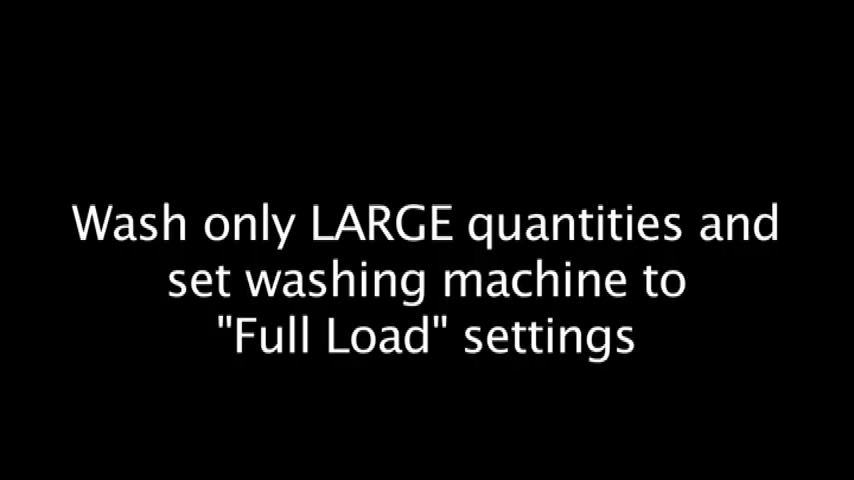 Wash only LARGE quantities and
set washing machine to
"Full Load" settings